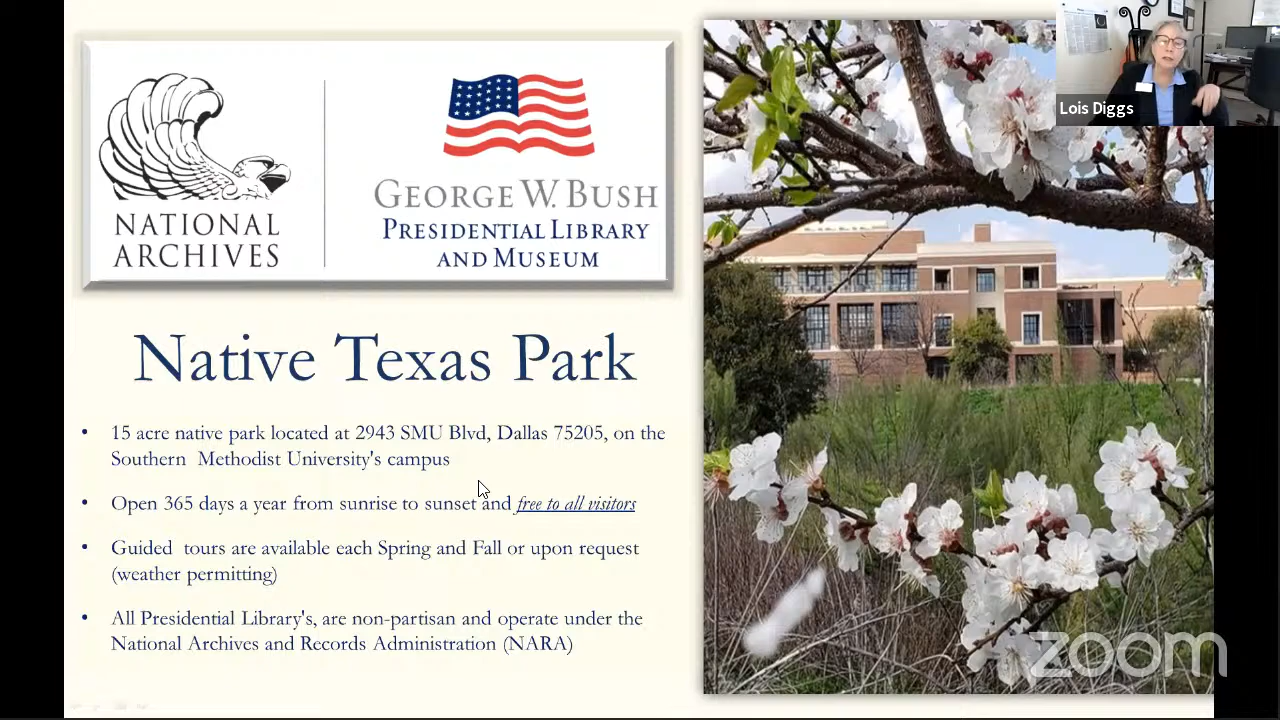 NATIONAL
ARCHIVES
GEORGE W. BUSH
PRESIDENTIAL LIBRARY
AND MUSEUM
Lois Diggs
Native Texas Park
• 15 acre native park located at 2943 SMU Blvd, Dallas 75205, on the
Southern Methodist University's campus
• Open 365 days a year from sunrise to sunset and free to all visitors
• Guided tours are available each Spring and Fall or upon request
(weather permitting)
• All Presidential Library's, are non-partisan and operate under the
National Archives and Records Administration (NARA)
zoom